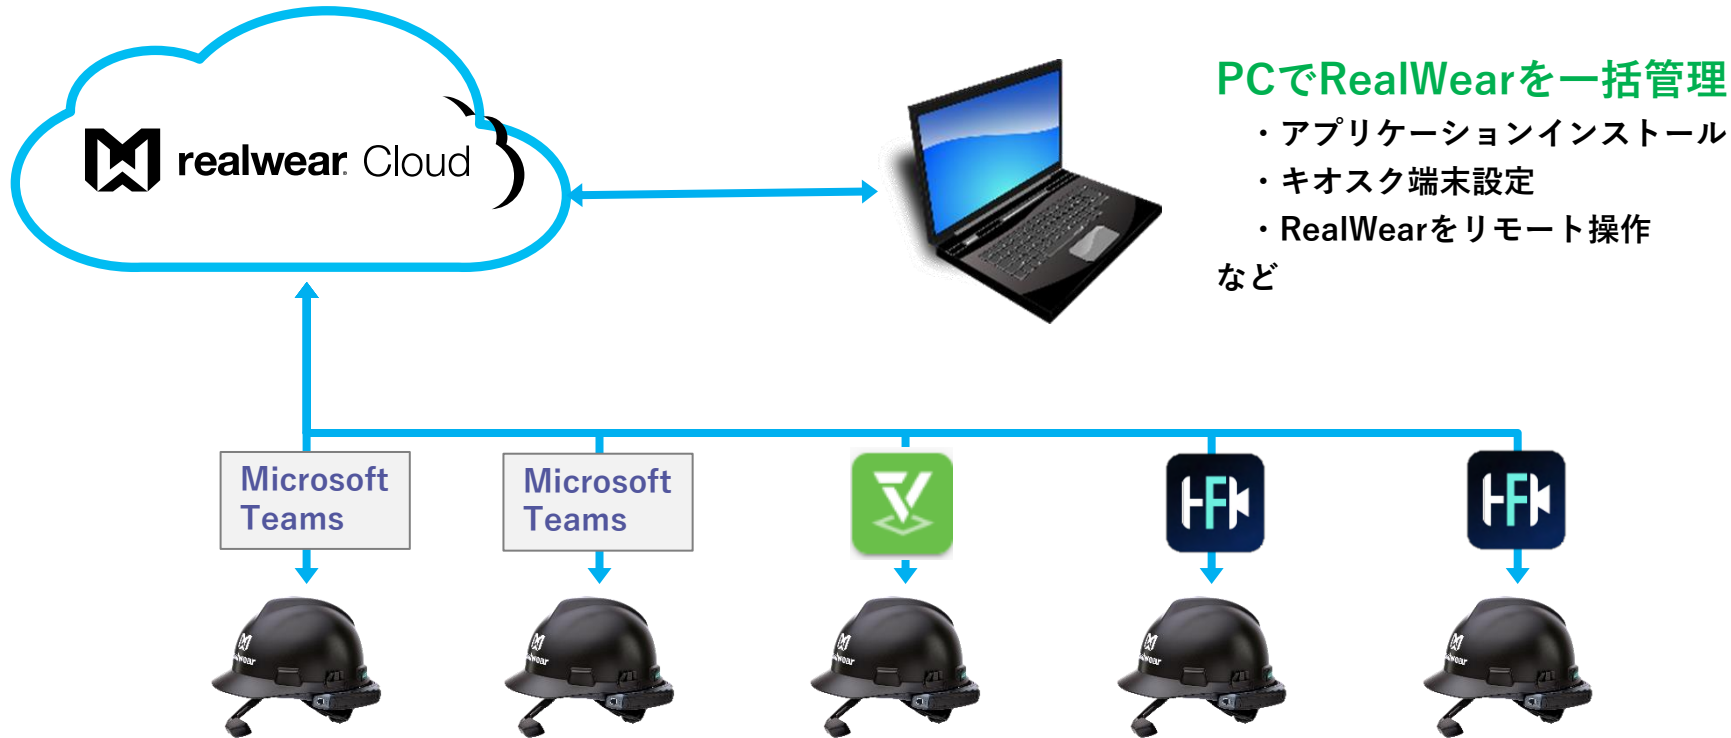 realwear Cloud
PCでRealWearを一括管理
・アプリケーションインストール
・キオスク端末設定
・RealWearをリモート操作
など
Microsoft
Teams
Microsoft
Teams